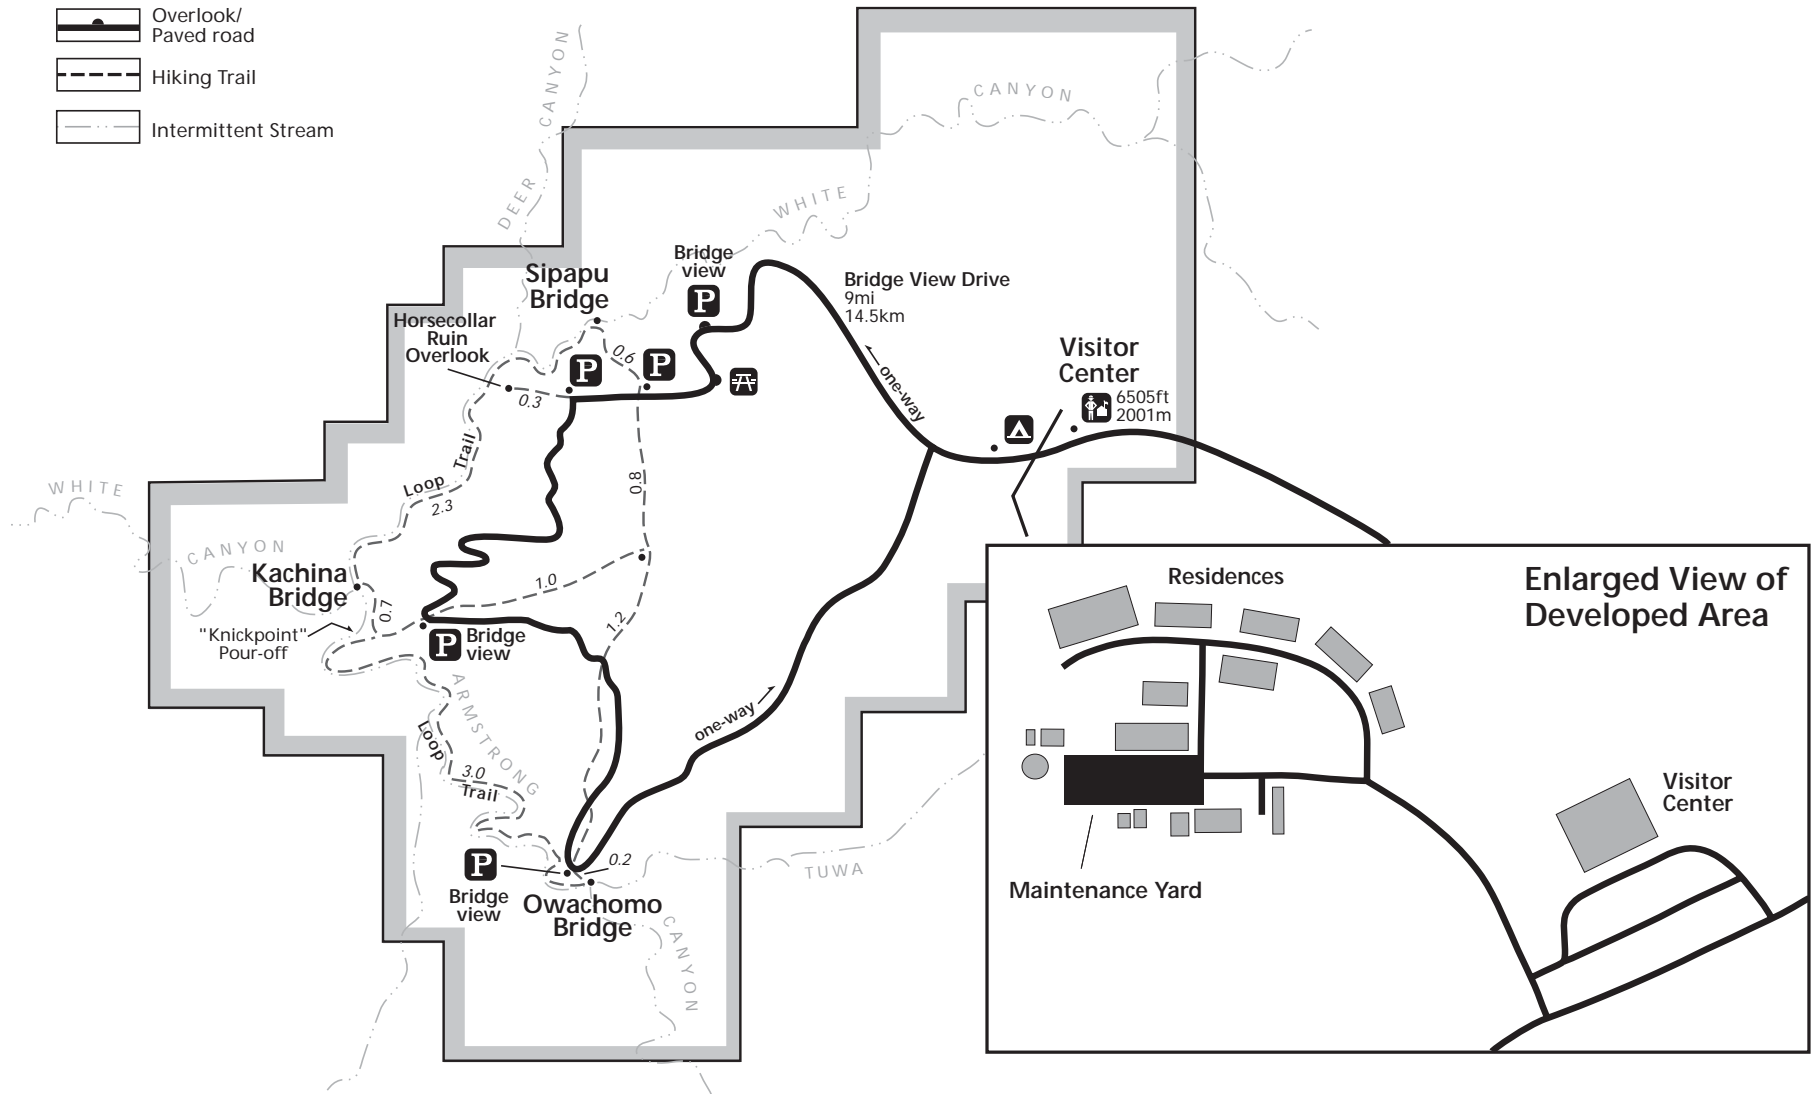 Overlook/
Paved road
Hiking Trail
Intermittent Stream
DEER CANYON
CANYON
WHITE
Sipapu
Bridge
Bridge
view
P
Horsecollar
Ruin
Overlook
P
P
0.6
0.3
Bridge View Drive
9mi
14.5km
one-way
Visitor
Center
6505ft
2001m
Loop Trail
2.3
0.8
WHITE
CANYON
Kachina
Bridge
0.7
1.0
1.2
"Knickpoint"
Pour-off
P
Bridge
view
ARMSTRONG
Loop
3.0
Trail
one-way
P
Bridge
view
0.2
Owachomo
Bridge
TUWA
CANYON
Enlarged View of
Developed Area
Residences
Visitor
Center
Maintenance Yard